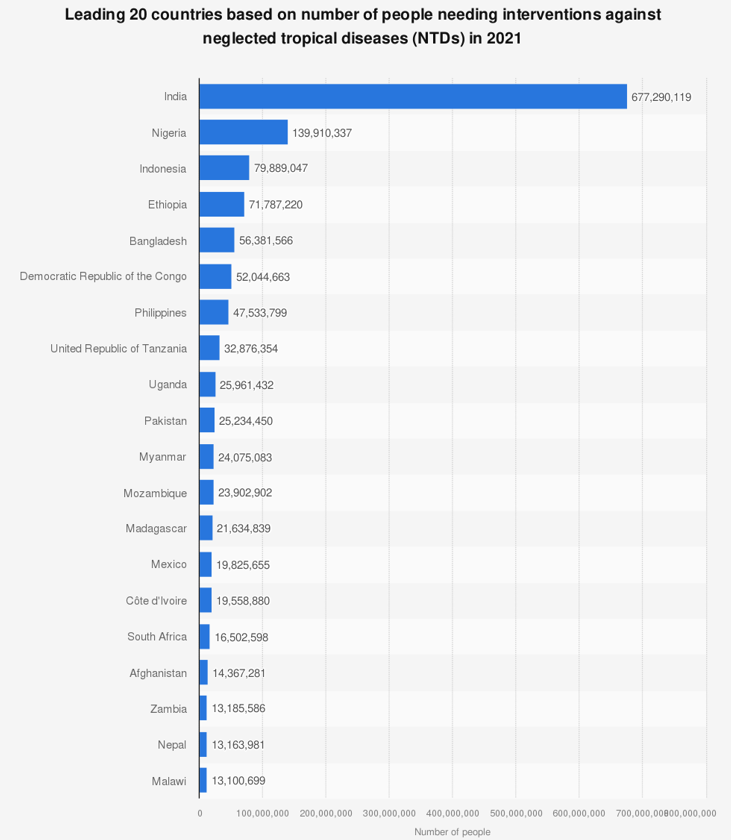 Leading 20 countries based on number of people needing interventions against
neglected tropical diseases (NTDs) in 2021
India 677,290,119
Nigeria 139,910,337
Indonesia 79,889,047
Ethiopia 71,787,220
Bangladesh 56,381,566
Democratic Republic of the Congo 52,044,663
Philippines 47,533,799
United Republic of Tanzania 32,876,354
Uganda 25,961,432
Pakistan 25,234,450
Myanmar 24,075,083
Mozambique 23,902,902
Madagascar 21,634,839
Mexico 19,825,655
Côte d'Ivoire 19,558,880
South Africa 16,502,598
Afghanistan 14,367,281
Zambia 13,185,586
Nepal 13,163,981
Malawi 13,100,699
0 100,000,000 200,000,000 300,000,000 400,000,000 500,000,000 600,000,000 700,000,000 800,000,000
Number of people